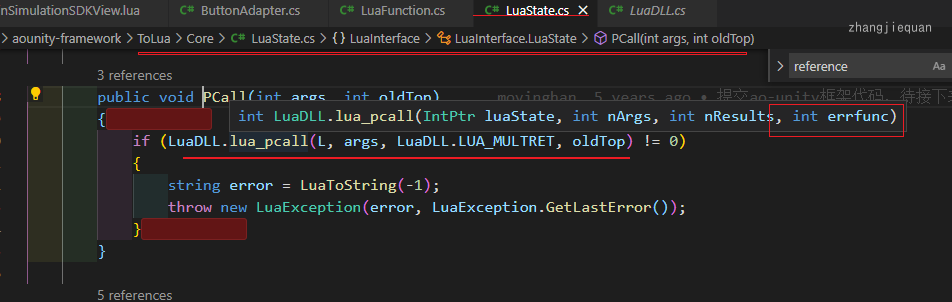 nSimulationSDKView.lua ButtonAdapter.cs LuaFunction.cs LuaState.cs LuaDLL.cs
aounity-framework > ToLua > Core > LuaState.cs > {} LuaInterface > LuaInterface.LuaState > PCall(int args, int oldTop)
zhangjiequan
reference Aa
3 references
public void PCall(int args, int oldTop) movinghan, 5 years ago • 提交ao-unity框架代码，待接下
{
int LuaDLL.lua_pcall(IntPtr luaState, int nArgs, int nResults, int errfunc)
if (LuaDLL.lua_pcall(L, args, LuaDLL.LUA_MULTRET, oldTop) != 0)
{
string error = LuaToString(-1);
throw new LuaException(error, LuaException.GetLastError());
}
}
5 references